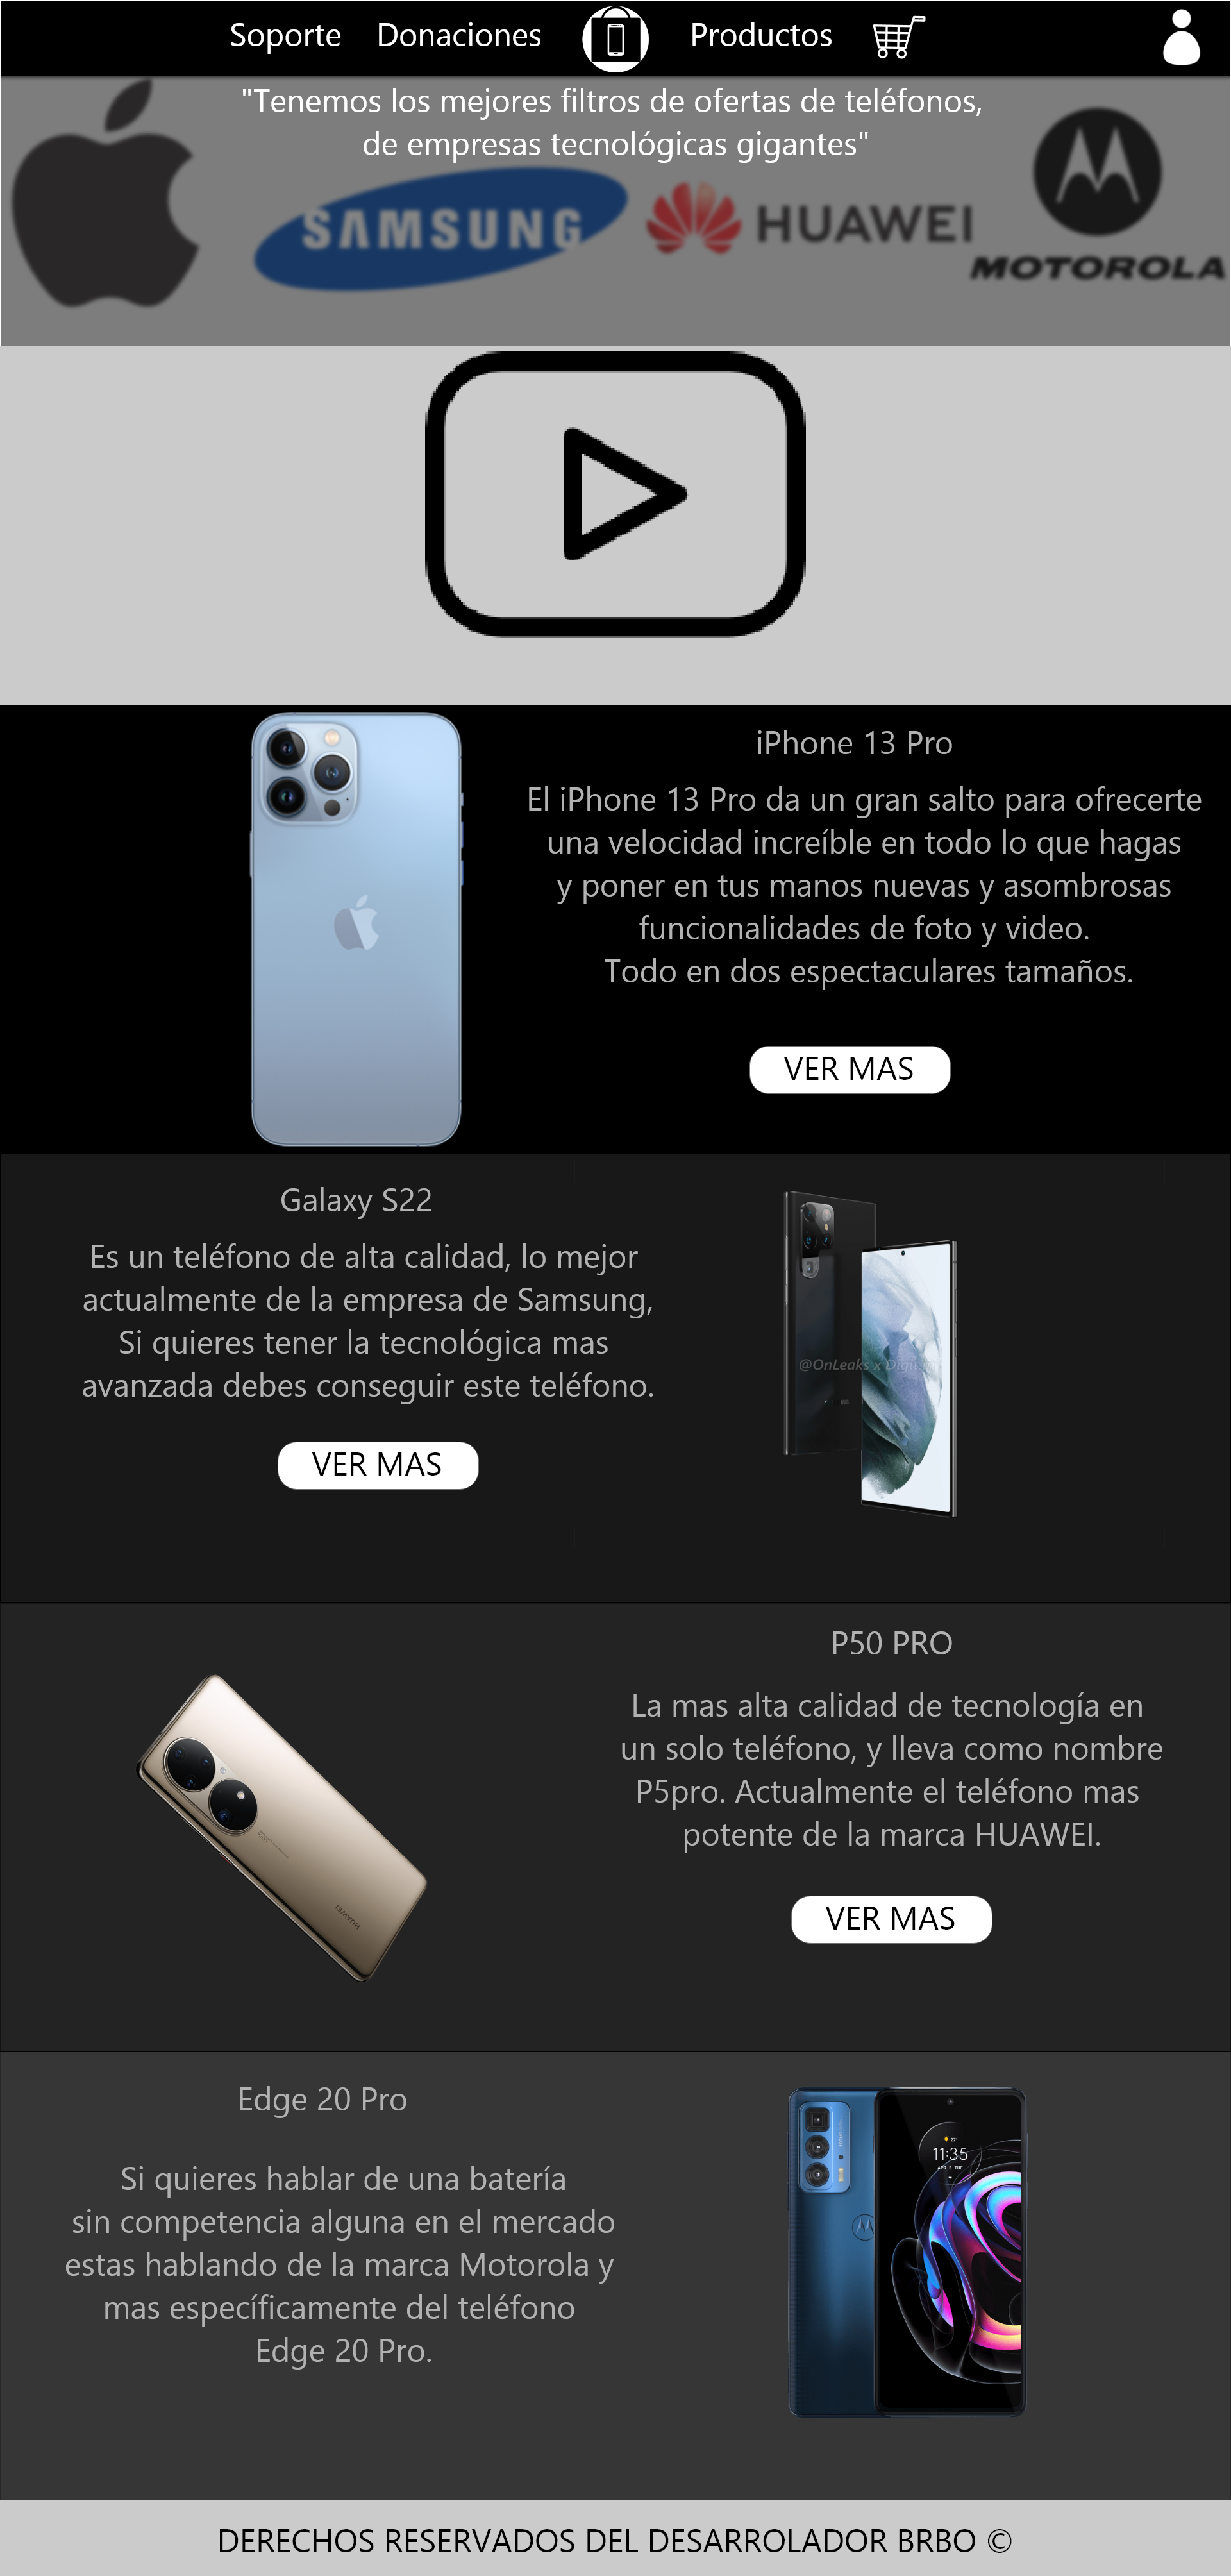 Soporte Donaciones Productos
"Tenemos los mejores filtros de ofertas de teléfonos,
de empresas tecnológicas gigantes"
SAMSUNG
HUAWEI
MOTOROLA
iPhone 13 Pro
El iPhone 13 Pro da un gran salto para ofrecerte
una velocidad increíble en todo lo que hagas
y poner en tus manos nuevas y asombrosas
funcionalidades de foto y video.
Todo en dos espectaculares tamaños.
VER MAS
Galaxy S22
Es un teléfono de alta calidad, lo mejor
actualmente de la empresa de Samsung,
Si quieres tener la tecnológica mas
avanzada debes conseguir este teléfono.
VER MAS
@OnLeaks x
P50 PRO
La mas alta calidad de tecnología en
un solo teléfono, y lleva como nombre
P5pro. Actualmente el teléfono mas
potente de la marca HUAWEI.
VER MAS
HUAWEI
Edge 20 Pro
Si quieres hablar de una batería
sin competencia alguna en el mercado
estas hablando de la marca Motorola y
mas específicamente del teléfono
Edge 20 Pro.
11:35
DERECHOS RESERVADOS DEL DESARROLADOR BRBO ©